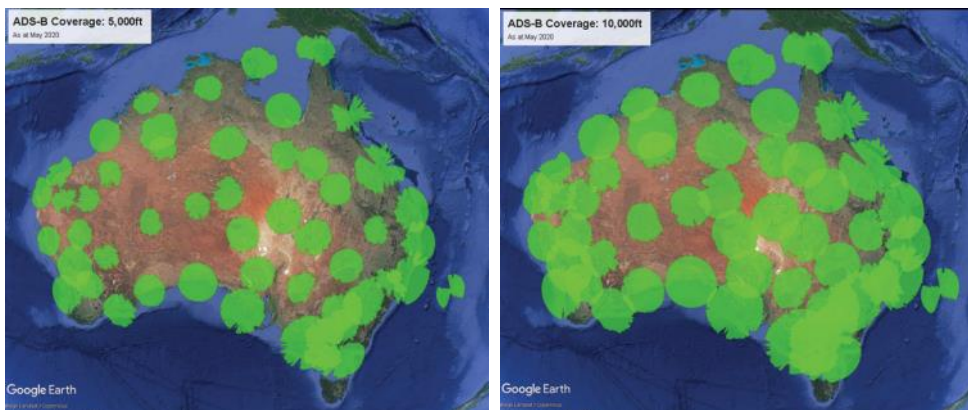 ADS-B Coverage: 5,000ft
As at May 2020
Google Earth
ADS-B Coverage: 10,000ft
As at May 2020
Google Earth